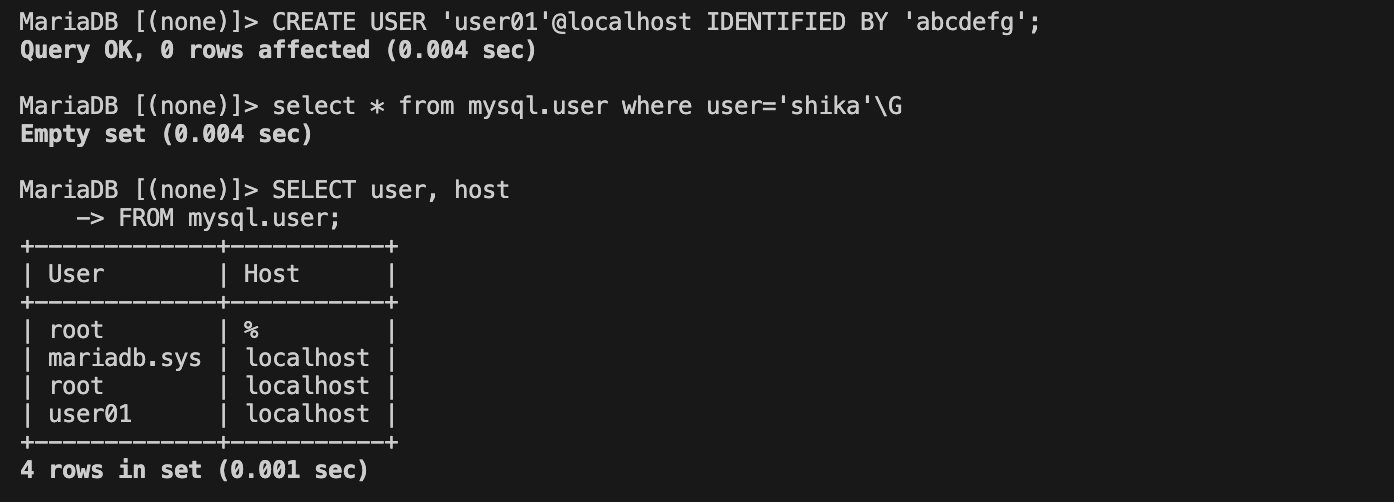 MariaDB [(none)]> CREATE USER 'user01'@localhost IDENTIFIED BY 'abcdefg';
Query OK, 0 rows affected (0.004 sec)

MariaDB [(none)]> select * from mysql.user where user='shika'\G
Empty set (0.004 sec)

MariaDB [(none)]> SELECT user, host
    -> FROM mysql.user;
+-------------+-----------+
| User        | Host      |
+-------------+-----------+
| root        | %         |
| mariadb.sys | localhost |
| root        | localhost |
| user01      | localhost |
+-------------+-----------+
4 rows in set (0.001 sec)